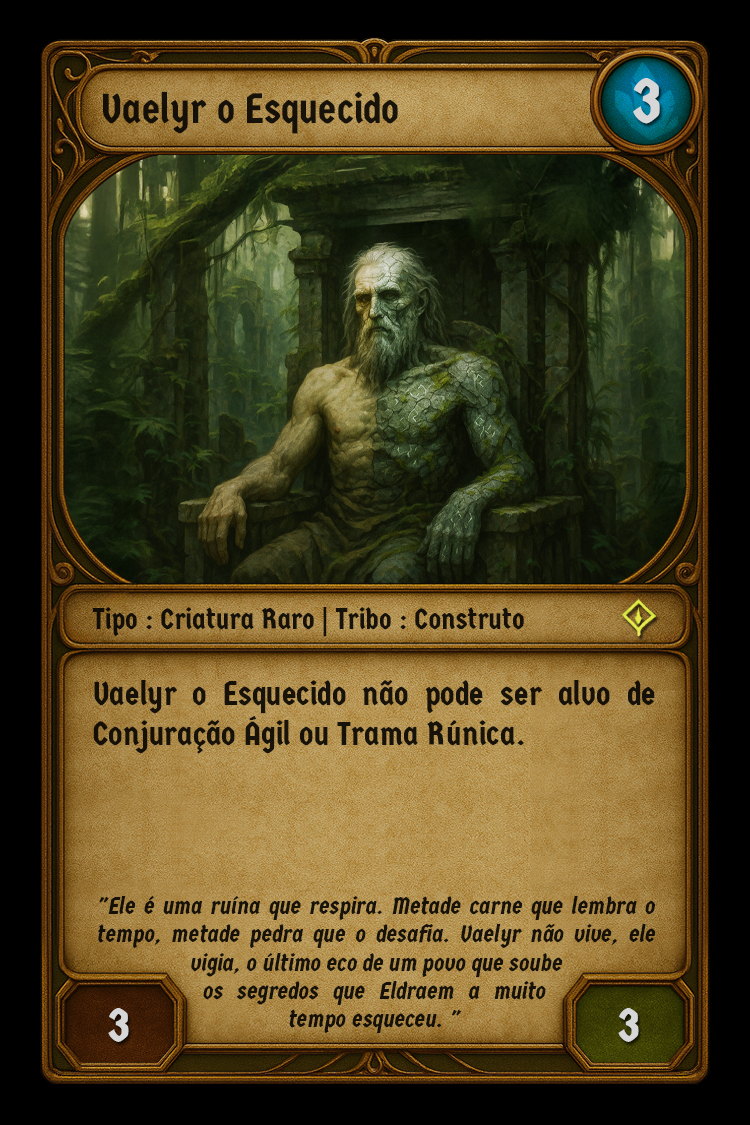 Vaelyr o Esquecido
3
Tipo : Criatura Raro | Tribo : Construto
Vaelyr o Esquecido não pode ser alvo de
Conjuração Ágil ou Trama Rúnica.
"Ele é uma ruína que respira. Metade carne que lembra o
tempo, metade pedra que o desafia. Vaelyr não vive, ele
vigia, o último eco de um povo que soube
os segredos que Eldraem a muito
tempo esqueceu. "
3
3